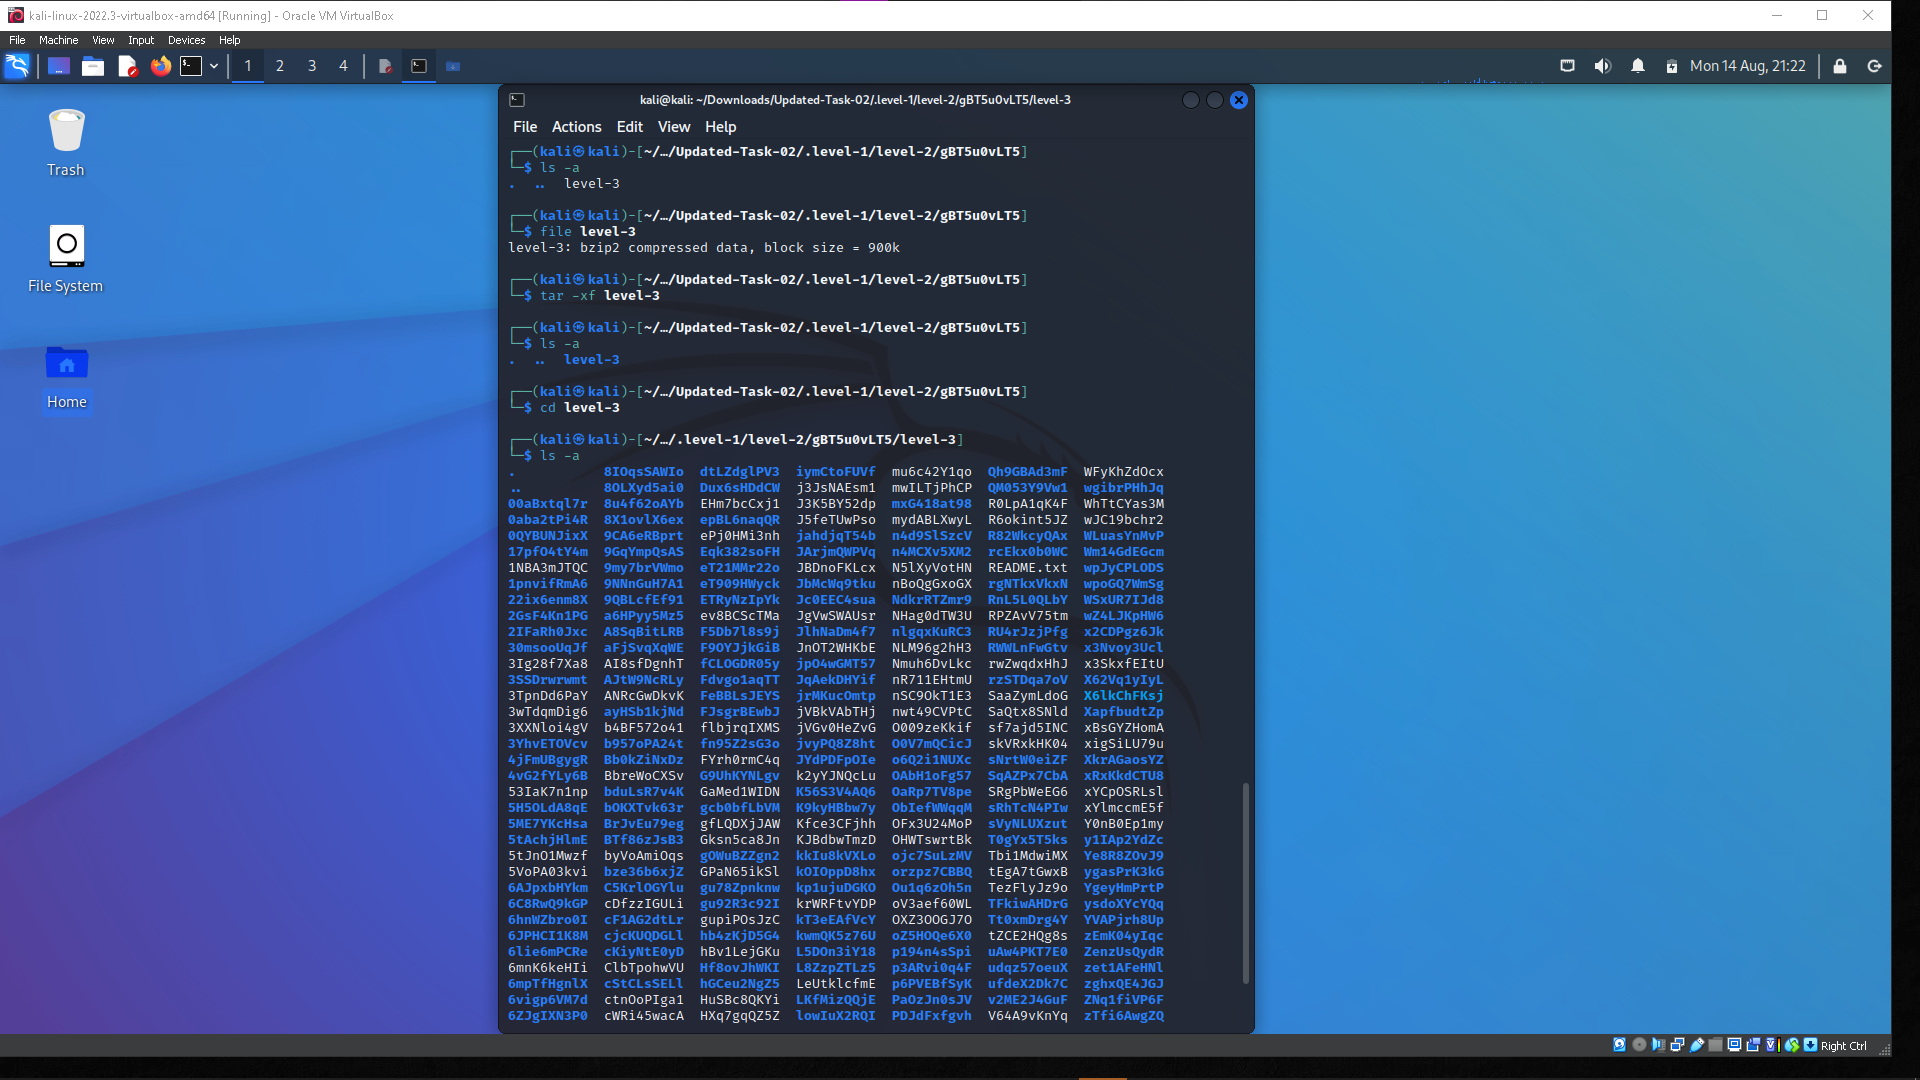 kali-linux-2022.3-virtualbox-amd64 [Running] - Oracle VM VirtualBox
File Machine View Input Devices Help
1 2 3 4 Mon 14 Aug, 21:22
Trash
File System
Home
kali@kali: ~/Downloads/Updated-Task-02/.level-1/level-2/gBT5u0vLT5/level-3
File Actions Edit View Help
┌──(kali㉿kali)-[~/…/Updated-Task-02/.level-1/level-2/gBT5u0vLT5]
└─$ ls -a
. .. level-3
┌──(kali㉿kali)-[~/…/Updated-Task-02/.level-1/level-2/gBT5u0vLT5]
└─$ file level-3
level-3: bzip2 compressed data, block size = 900k
┌──(kali㉿kali)-[~/…/Updated-Task-02/.level-1/level-2/gBT5u0vLT5]
└─$ tar -xf level-3
┌──(kali㉿kali)-[~/…/Updated-Task-02/.level-1/level-2/gBT5u0vLT5]
└─$ ls -a
. .. level-3
┌──(kali㉿kali)-[~/…/Updated-Task-02/.level-1/level-2/gBT5u0vLT5]
└─$ cd level-3
┌──(kali㉿kali)-[~/…/.level-1/level-2/gBT5u0vLT5/level-3]
└─$ ls -a
. 8IOqsSAWIo dtLZdglPV3 iymCtoFUVf mu6c42Y1qo Qh9GBAd3mF WFyKhZdOcx
.. 8OLXyd5ai0 Dux6sHDdCW j3JsNAEsm1 mwILTjPhCP QM053Y9Vw1 wgibrPHhJq
00aBxtql7r 8u4f62oAYb EHm7bcCxj1 J3K5BY52dp mxG418at98 R0LpA1qK4F WhTtCYas3M
0aba2tPi4R 8X1ovlX6ex epBL6naqQR J5feTUwPso mydABLXwyL R6okint5JZ wJC19bchr2
0QYBUNJixX 9CA6eRBprt ePj0HMi3nh jahdjqT54b n4d9SlSzcV R82WkcyQAx WLuasYnMvP
17pfO4tY4m 9GqYmpQsAS Eqk382soFH JArjmQWPVq n4MCXv5XM2 rcEkx0b0WC Wm14GdEGcm
1NBA3mJTQC 9my7brVWmo eT21MMr22o JBDnoFKLcx N5lXyVotHN README.txt wpJyCPLODS
1pnvifRmA6 9NNnGuH7A1 eT909HWyck JbMcWq9tku nBoQgGxoGX rgNTkxVkxN wpoGQ7WmSg
22ix6enm8X 9QBLcfEf91 ETRyNzIpYk Jc0EEC4sua NdkrRTZmr9 RnL5L0QLbY WSxUR7IJd8
2GsF4Kn1PG a6HPyy5Mz5 ev8BCScTMa JgVwSWAUsr NHag0dTW3U RPZAvV75tm wZ4LJKpHW6
2IFaRh0Jxc A8SqBitLRB F5Db7l8s9j JlhNaDm4f7 nlgqxKuRC3 RU4rJzjPfg x2CDPgz6Jk
30msooUqJf aFjSvqXqWE F9OYJjkGiB JnOT2WHKbE NLM96g2hH3 RWWLnFwGtv x3Nvoy3Ucl
3Ig28f7Xa8 AI8sfDgnhT fCLOGDR05y jpO4wGMT57 Nmuh6DvLkc rwZwqdxHhJ x3SkxfEItU
3SSDrwrwmt AJtW9NcRLy Fdvgo1aqTT JqAekDHYif nR711EHtmU rzSTDqa7oV X62Vq1yIyL
3TpnDd6PaY ANRcGwDkvK FeBBLsJEYS jrMKucOmtp nSC9OkT1E3 SaaZymLdoG X6lkChFKsj
3wTdqmDig6 ayHSb1kjNd FJsgrBEwbJ jVBkVAbTHj nwt49CVPtC SaQtx8SNld XapfbudtZp
3XXNloi4gV b4BF572o41 flbjrqIXMS jVGv0HeZvG O009zeKkif sf7ajd5INC xBsGYZHomA
3YhvETOVcv b957oPA24t fn95Z2sG3o jvyPQ8Z8ht O0V7mQCicJ skVRxkHK04 xigSiLU79u
4jFmUBgygR Bb0kZiNxDz FYrh0rmC4q JYdPDFpOIe o6Q2i1NUXc sNrtW0eiZF XkrAGaosYZ
4vG2fYLy6B BbreWoCXSv G9UhKYNLgv k2yYJNQcLu OAbH1oFg57 SqAZPx7CbA xRxKkdCTU8
53IaK7n1np bduLsR7v4K GaMed1WIDN K56S3V4AQ6 OaRp7TV8pe SRgPbWeEG6 xYCpOSRLsl
5H5OLdA8qE bOKXTvk63r gcb0bfLbVM K9kyHBbw7y ObIefWWqqM sRhTcN4PIw xYlmccmE5f
5ME7YKcHsa BrJvEu79eg gfLQDXjJAW Kfce3CFjhh OFx3U24MoP sVyNLUXzut Y0nB0Ep1my
5tAchjHlmE BTf86zJsB3 Gksn5ca8Jn KJBdbwTmzD OHWTswrtBk T0gYx5T5ks y1IAp2YdZc
5tJnO1Mwzf byVoAmiOqs gOWuBZZgn2 kkIu8kVXLo ojc7SuLzMV Tbi1MdwiMX Ye8R8ZOvJ9
5VoPA03kvi bze36b6xjZ GPaN65ikSl kOIOppD8hx orzpz7CBBQ tEgA7tGwxB ygasPrK3kG
6AJpxbHYkm C5KrlOGYlu gu78Zpnknw kp1ujuDGKO Ou1q6zOh5n TezFlyJz9o YgeyHmPrtP
6C8RwQ9kGP cDfzzIGULi gu92R3c92I krWRFtvYDP oV3aef60WL TFkiwAHDrG ysdoXYcYQq
6hnWZbro0I cF1AG2dtLr gupiPOsJzC kT3eEAfVcY OXZ3OOGJ7O Tt0xmDrg4Y YVAPjrh8Up
6JPHCI1K8M cjcKUQDGLl hb4zKjD5G4 kwmQK5z76U oZ5HOQe6X0 tZCE2HQg8s zEmK04yIqc
6lie6mPCRe cKiyNtE0yD hBv1LejGKu L5DOn3iY18 p194n4sSpi uAw4PKT7E0 ZenzUsQydR
6mnK6keHIi ClbTpohwVU Hf8ovJhWKI L8ZzpZTLz5 p3ARvi0q4F udqz57oeuX zet1AFeHNl
6mpTfHgnlX cStCLsSELl hGCeu2NgZ5 LeUtklcfmE p6PVEBfSyK ufdeX2Dk7C zghxQE4JGJ
6vigp6VM7d ctnOoPIga1 HuSBc8QKYi LKfMizQQjE PaOzJn0sJV v2ME2J4GuF ZNq1fiVP6F
6ZJgIXN3P0 cWRi45wacA HXq7gqQZ5Z lowIuX2RQI PDJdFxfgvh V64A9vKnYq zTfi6AwgZQ
Right Ctrl